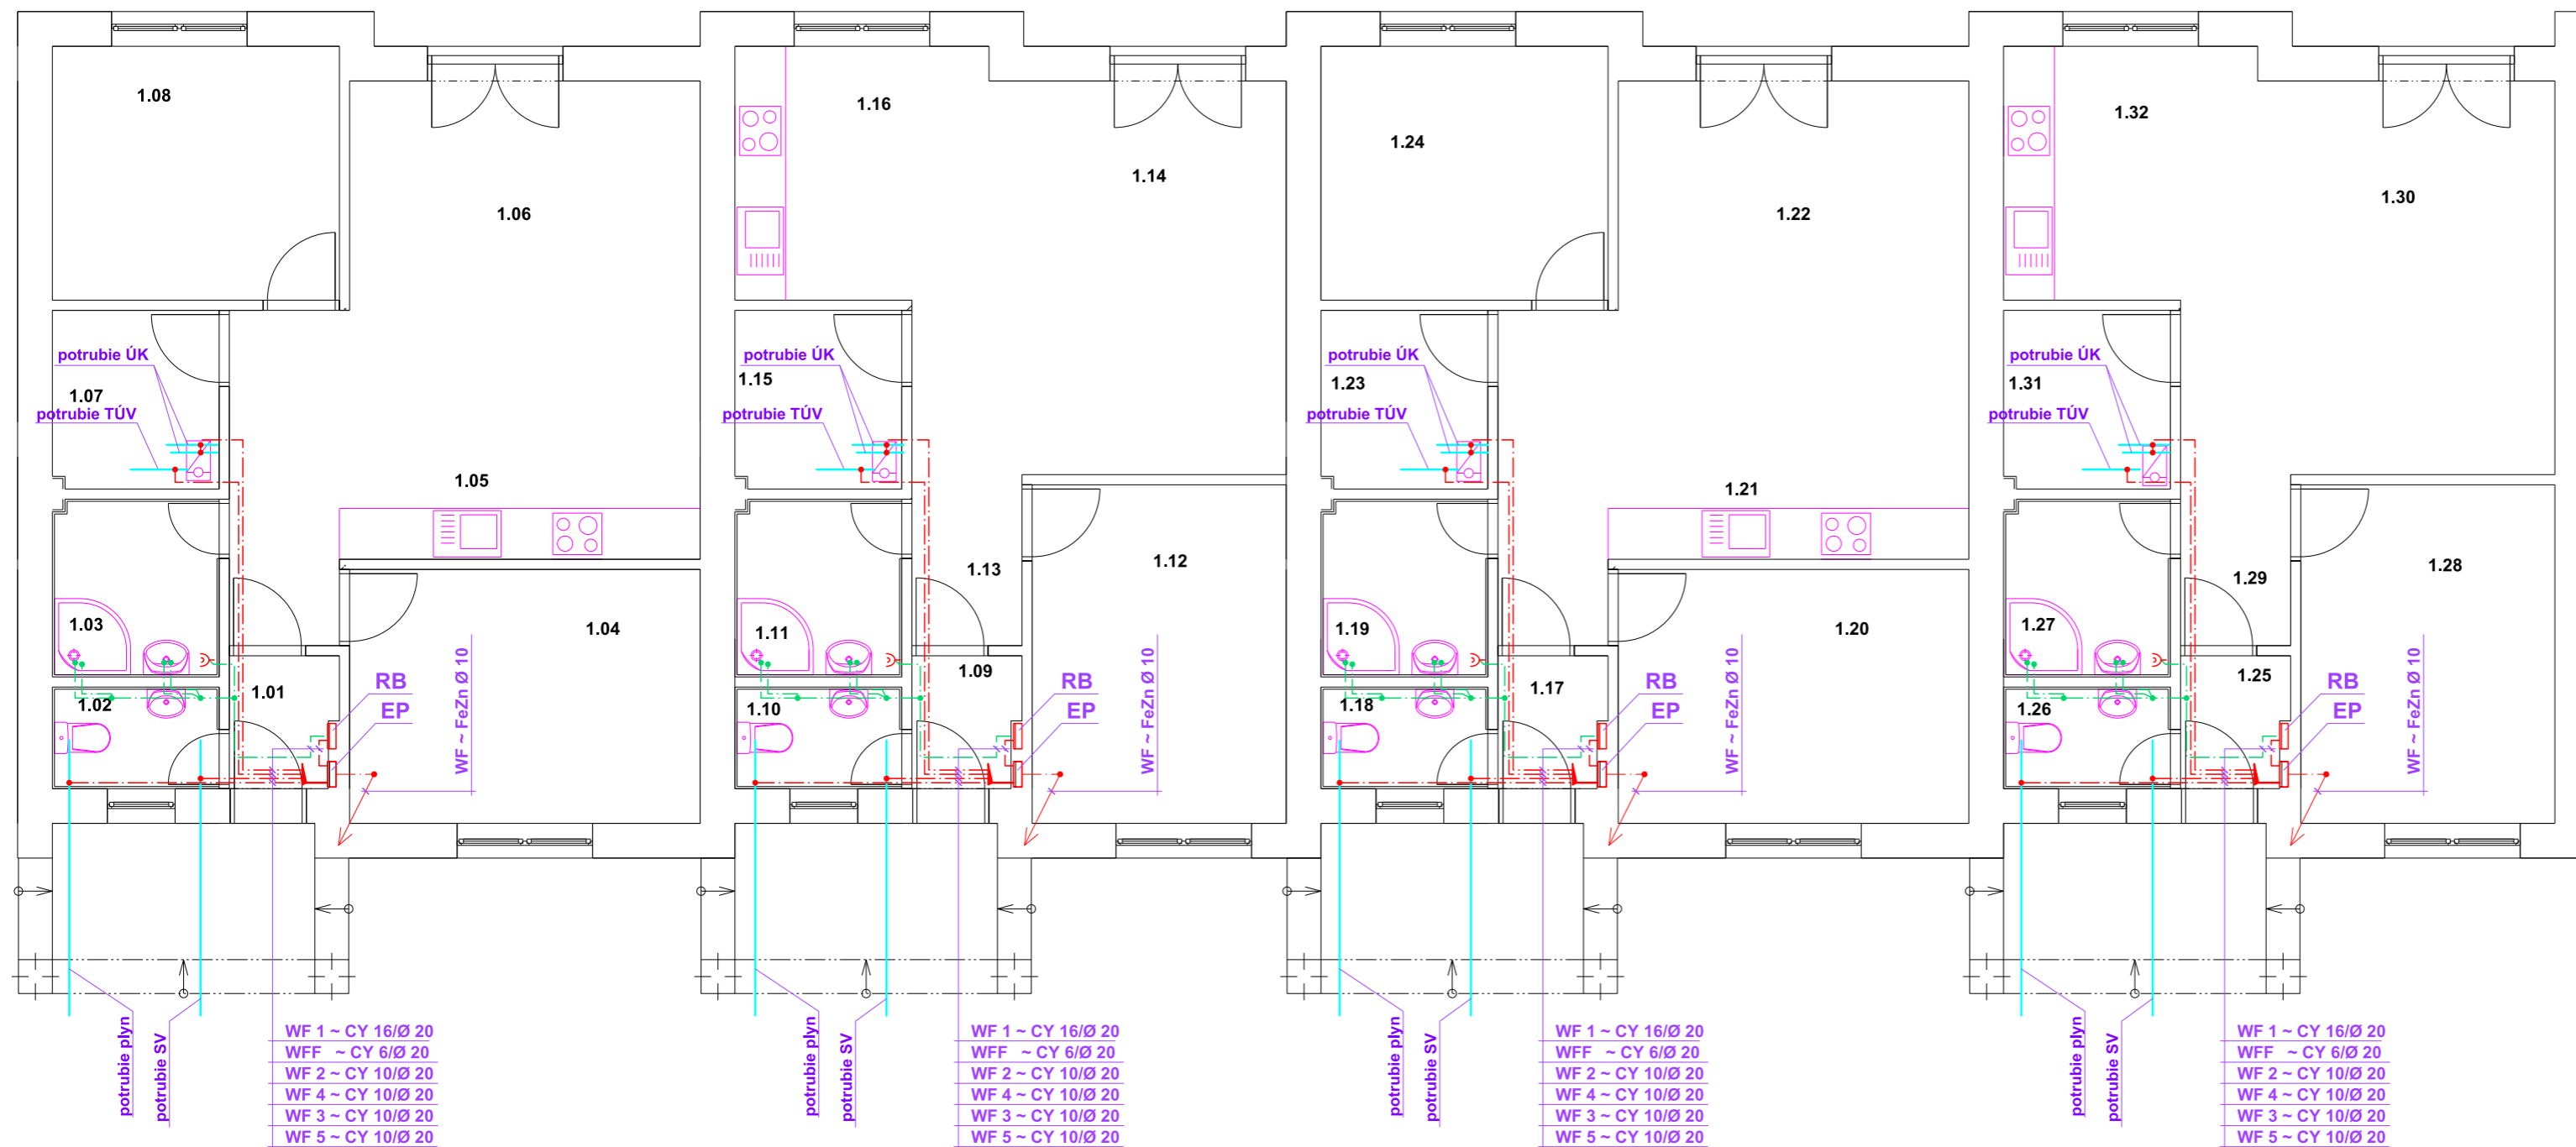 1.08
1.16
1.24
1.32
1.06
1.14
1.22
1.30
potrubie ÚK
1.07
potrubie TÚV
potrubie ÚK
1.15
potrubie TÚV
potrubie ÚK
1.23
potrubie TÚV
potrubie ÚK
1.31
potrubie TÚV
1.05
1.13
1.12
1.21
1.29
1.28
1.03
1.04
1.11
1.09
1.19
1.20
1.27
1.25
1.02
1.01
RB
EP
WF ~ FeZn Ø 10
1.10
RB
EP
WF ~ FeZn Ø 10
1.18
1.17
RB
EP
WF ~ FeZn Ø 10
1.26
RB
EP
WF ~ FeZn Ø 10
potrubie plyn
potrubie SV
WF 1 ~ CY 16/Ø 20
WFF ~ CY 6/Ø 20
WF 2 ~ CY 10/Ø 20
WF 4 ~ CY 10/Ø 20
WF 3 ~ CY 10/Ø 20
WF 5 ~ CY 10/Ø 20
potrubie plyn
potrubie SV
WF 1 ~ CY 16/Ø 20
WFF ~ CY 6/Ø 20
WF 2 ~ CY 10/Ø 20
WF 4 ~ CY 10/Ø 20
WF 3 ~ CY 10/Ø 20
WF 5 ~ CY 10/Ø 20
potrubie plyn
potrubie SV
WF 1 ~ CY 16/Ø 20
WFF ~ CY 6/Ø 20
WF 2 ~ CY 10/Ø 20
WF 4 ~ CY 10/Ø 20
WF 3 ~ CY 10/Ø 20
WF 5 ~ CY 10/Ø 20
potrubie plyn
potrubie SV
WF 1 ~ CY 16/Ø 20
WFF ~ CY 6/Ø 20
WF 2 ~ CY 10/Ø 20
WF 4 ~ CY 10/Ø 20
WF 3 ~ CY 10/Ø 20
WF 5 ~ CY 10/Ø 20